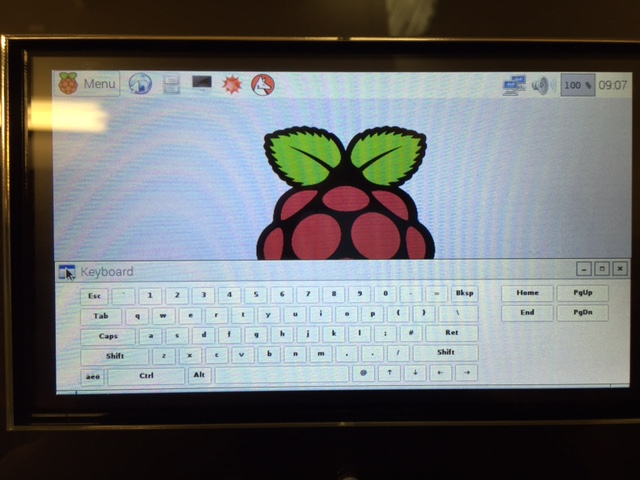 Menu 100 % 09:07
Keyboard
Esc ` 1 2 3 4 5 6 7 8 9 0 - = Bksp Home PgUp
Tab q w e r t y u i o p { } \ End PgDn
Caps a s d f g h j k l ; # Ret
Shift z x c v b n m , . / Shift
áéö Ctrl Alt @ ↑ ↓ ← →